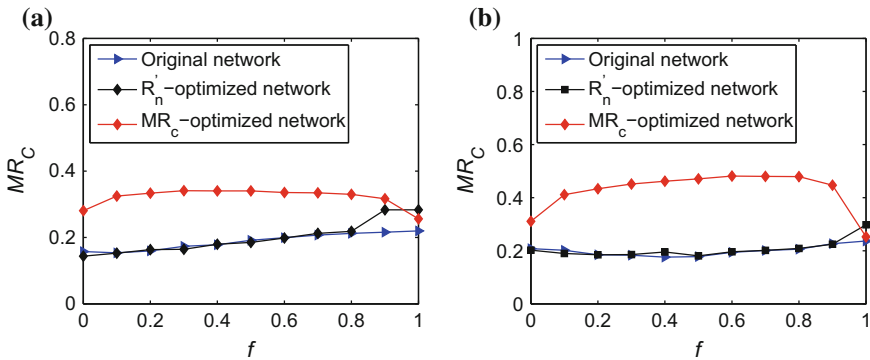 (a)
0.8
0.6
0.4
0.2
0
MR_C
Original network
R'_n−optimized network
MR_c−optimized network
0 0.2 0.4 0.6 0.8 1
f
(b)
1
0.8
0.6
0.4
0.2
0
MR_C
Original network
R'_n−optimized network
MR_c−optimized network
0 0.2 0.4 0.6 0.8 1
f